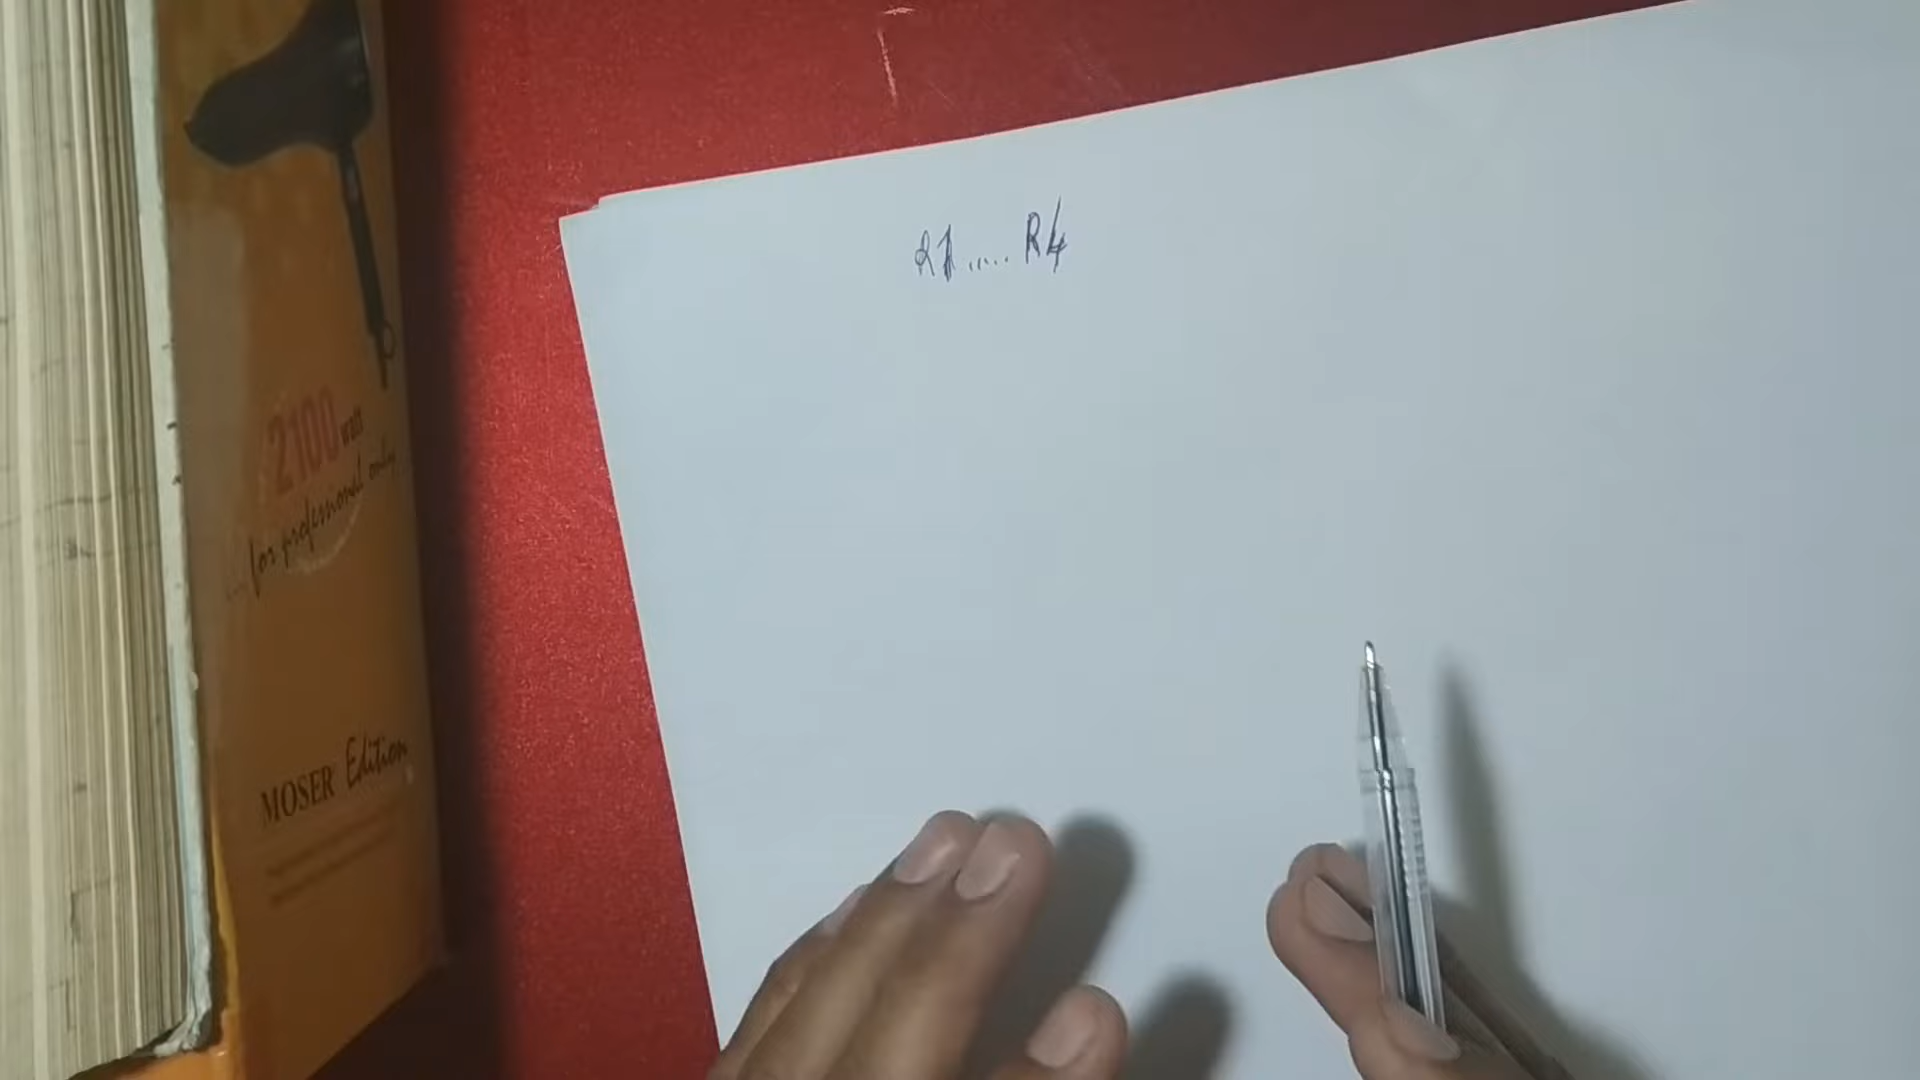 R1.....R4
2100 watt
for professional only
MOSER Edition